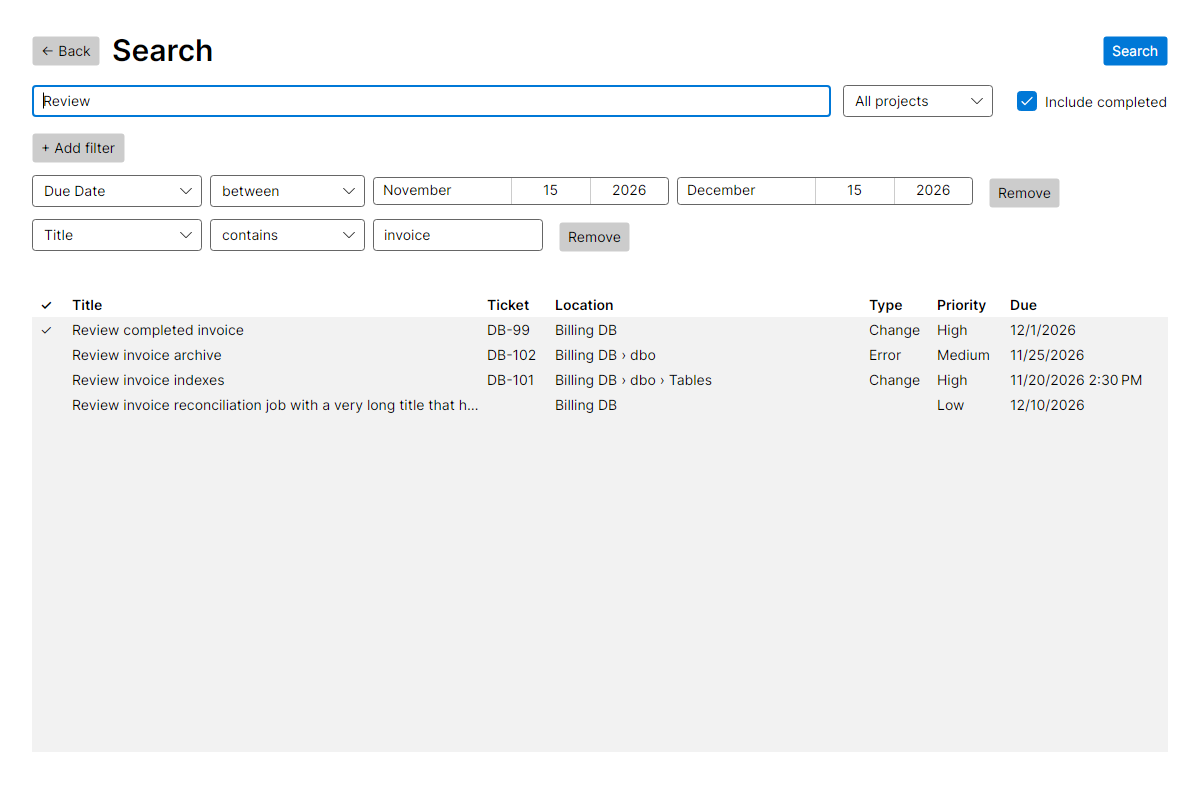 ← Back Search Search
Review All projects Include completed
+ Add filter
Due Date between November 15 2026 December 15 2026 Remove
Title contains invoice Remove
✓ Title Ticket Location Type Priority Due
✓ Review completed invoice DB-99 Billing DB Change High 12/1/2026
Review invoice archive DB-102 Billing DB › dbo Error Medium 11/25/2026
Review invoice indexes DB-101 Billing DB › dbo › Tables Change High 11/20/2026 2:30 PM
Review invoice reconciliation job with a very long title that h... Billing DB Low 12/10/2026